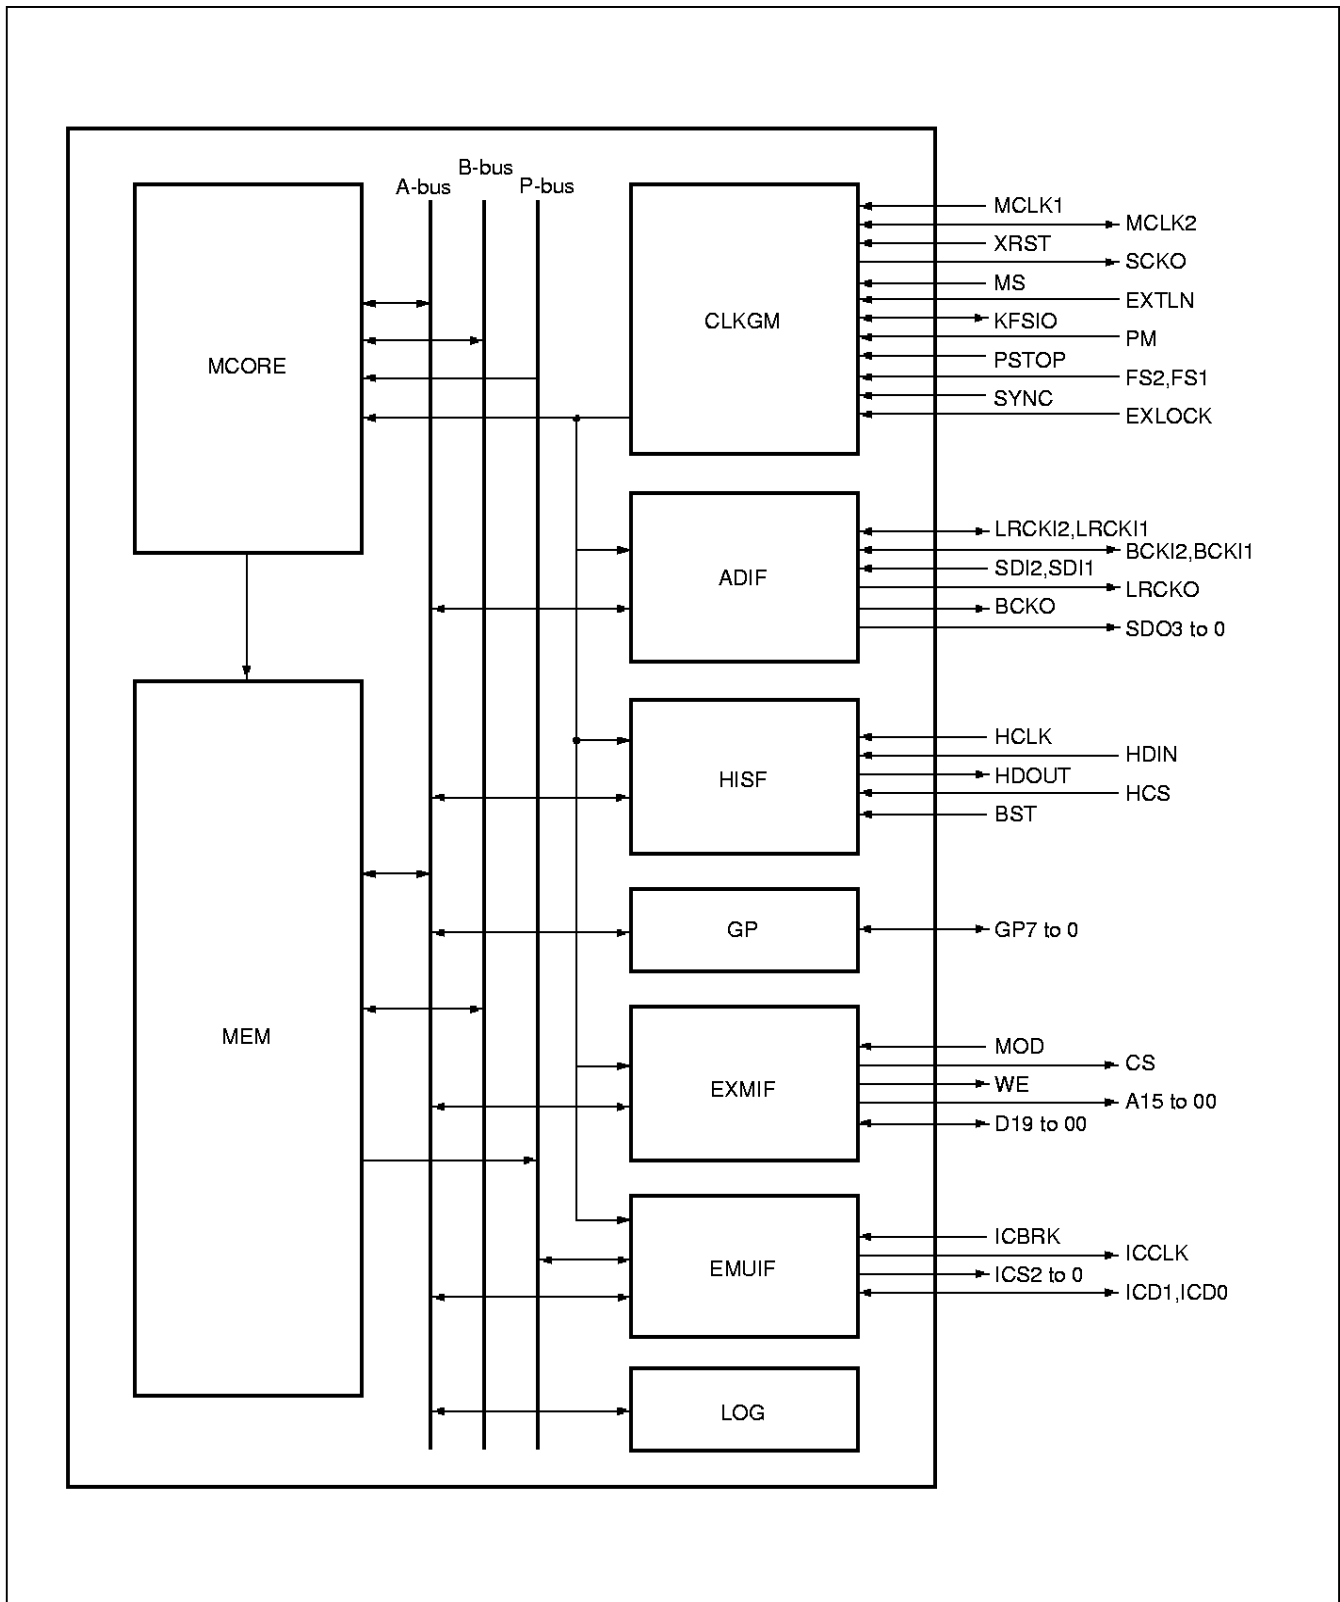 B-bus
A-bus
P-bus
MCORE
MEM
CLKGM
MCLK1
MCLK2
XRST
SCKO
MS
EXTLN
KFSIO
PM
PSTOP
FS2,FS1
SYNC
EXLOCK
ADIF
LRCKI2,LRCKI1
BCKI2,BCKI1
SDI2,SDI1
LRCKO
BCKO
SDO3 to 0
HISF
HCLK
HDIN
HDOUT
HCS
BST
GP
GP7 to 0
EXMIF
MOD
CS
WE
A15 to 00
D19 to 00
EMUIF
ICBRK
ICCLK
ICS2 to 0
ICD1,ICD0
LOG